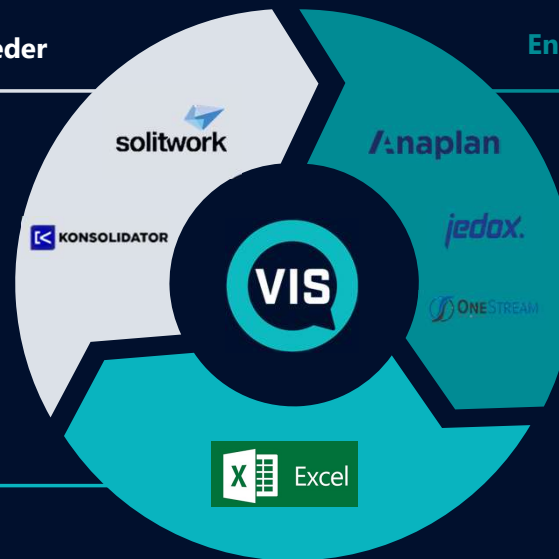 eder
En
solitwork
Anaplan
KONSOLIDATOR
jedox.
ONESTREAM
VIS
X
Excel